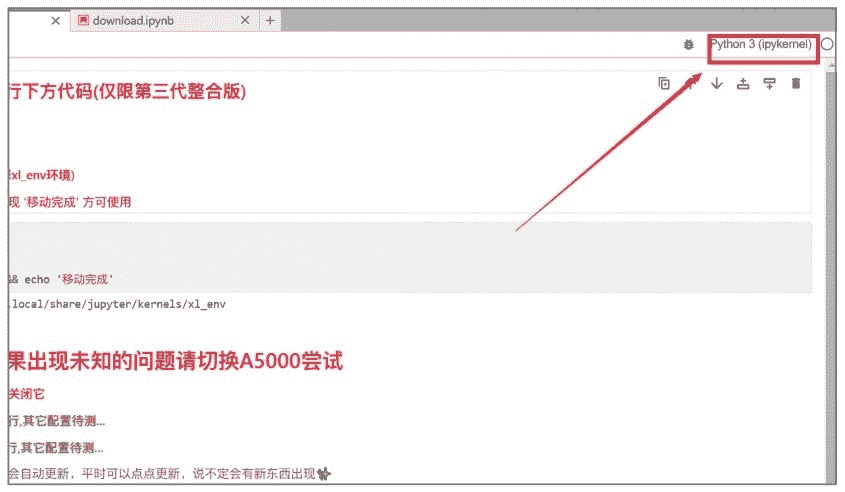 download.ipynb
Python 3 (ipykernel)
行下方代码(仅限第三代整合版)
xl_env环境)
现 '移动完成' 方可使用
&& echo '移动完成'
.local/share/jupyter/kernels/xl_env
果出现未知的问题请切换A5000尝试
关闭它
行,其它配置待测...
行,其它配置待测...
会自动更新，平时可以点点更新，说不定会有新东西出现